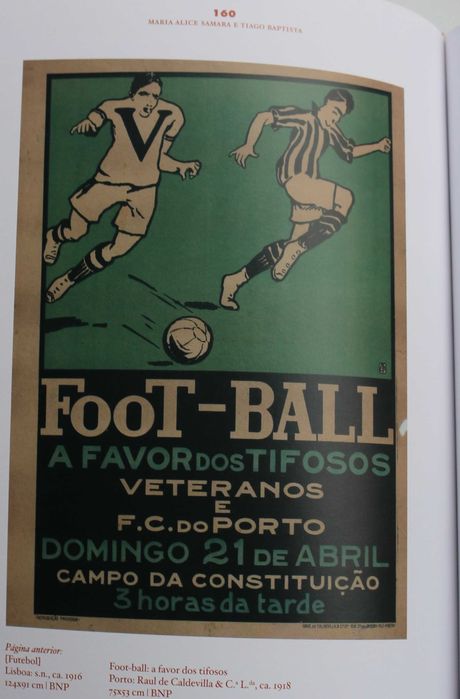 160
Maria Alice Samara e Tiago Baptista
V
FOOT-BALL
A FAVOR DOS TIFOSOS
VETERANOS
E
F.C. DO PORTO
DOMINGO 21 DE ABRIL
CAMPO DA CONSTITUIÇÃO
3 horas da tarde
Página anterior:
[Futebol]
Lisboa: s.n., ca. 1916
124x91 cm | BNP
Foot-ball: a favor dos tifosos
Porto: Raul de Caldevilla & C.ª L.da, ca. 1918
75x53 cm | BNP